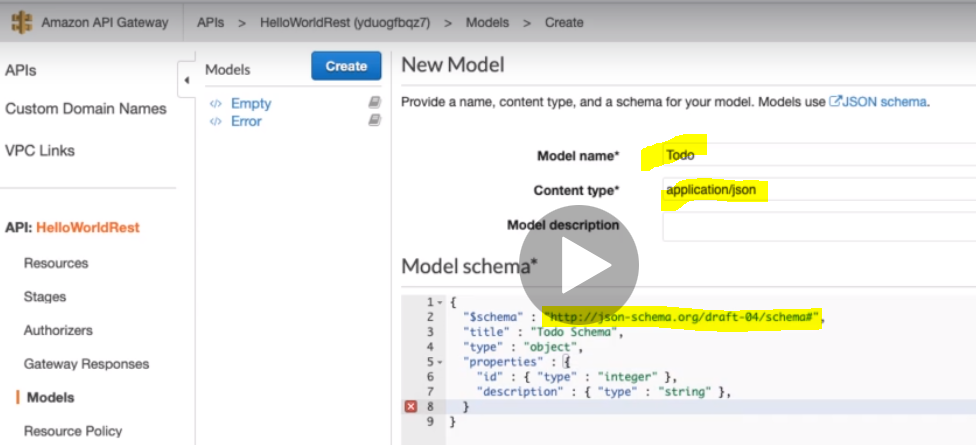 Amazon API Gateway APIs > HelloWorldRest (yduogfbqz7) > Models > Create
APIs
Custom Domain Names
VPC Links
API: HelloWorldRest
Resources
Stages
Authorizers
Gateway Responses
Models
Resource Policy
Models Create
Empty
Error
New Model
Provide a name, content type, and a schema for your model. Models use JSON schema.
Model name* Todo
Content type* application/json
Model description
Model schema*
1 {
2 "$schema" : "http://json-schema.org/draft-04/schema#",
3 "title" : "Todo Schema",
4 "type" : "object",
5 "properties" : {
6 "id" : { "type" : "integer" },
7 "description" : { "type" : "string" },
8 }
9 }